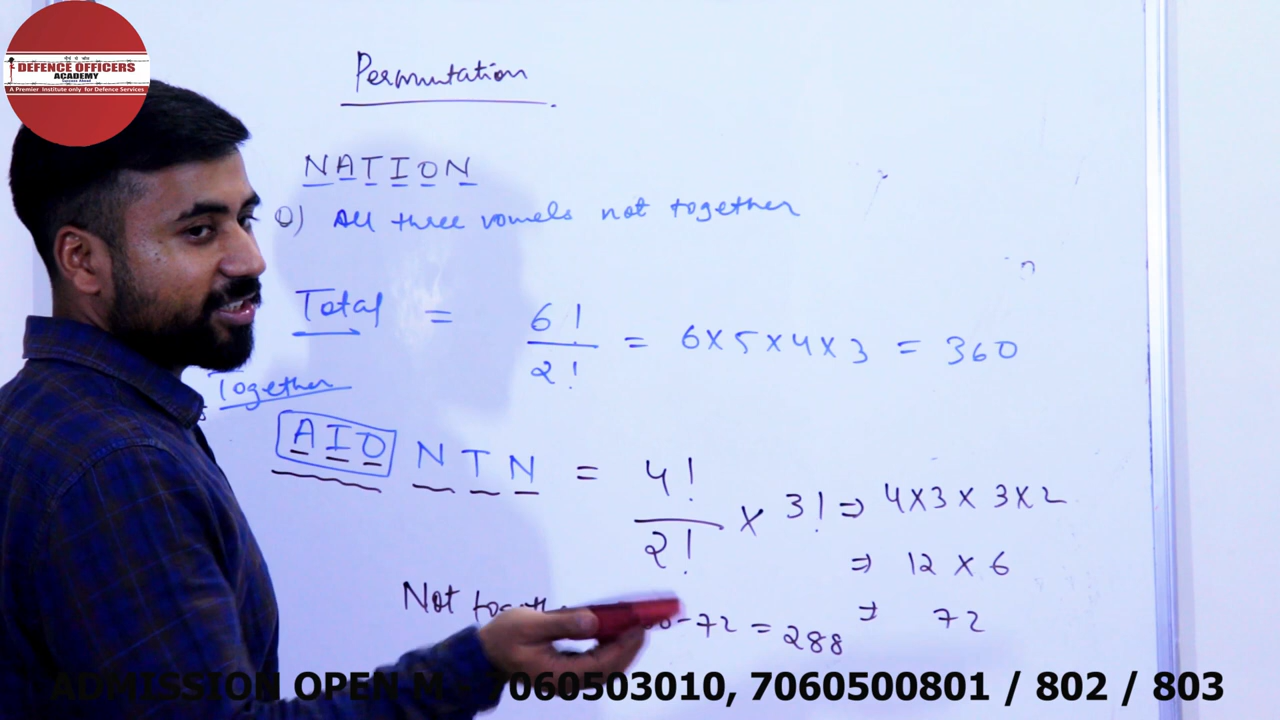 DEFENCE OFFICERS
ACADEMY
A Premier Institute only for Defence Services
Permutation
NATION
Q) All three vowels not together
Total = 6!/2! = 6×5×4×3 = 360
Together
AIO NTN = 4!/2! × 3! ⇒ 4×3×3×2
⇒ 12×6
⇒ 72
Not -72 = 288
ADMISSION OPEN M - 7060503010, 7060500801 / 802 / 803